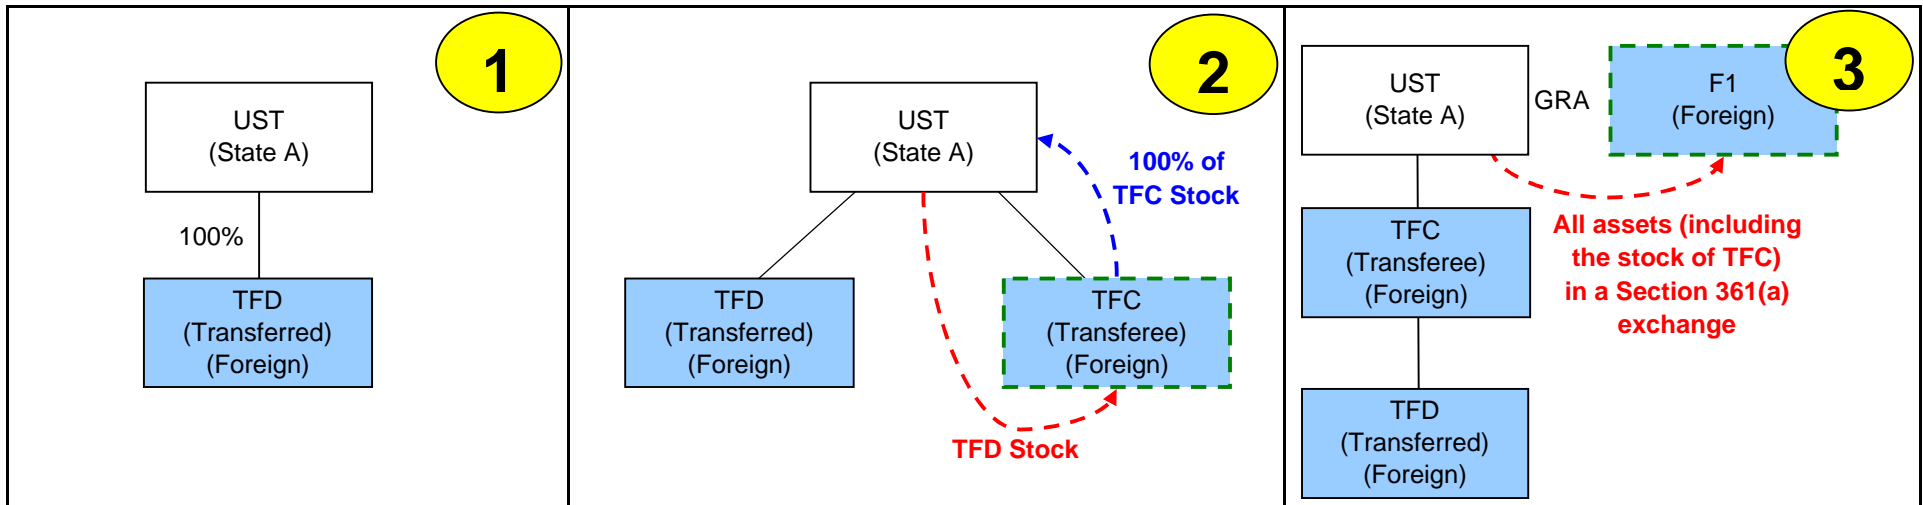 1
UST
(State A)
100%
TFD
(Transferred)
(Foreign)
2
UST
(State A)
100% of
TFC Stock
TFD
(Transferred)
(Foreign)
TFC
(Transferee)
(Foreign)
TFD Stock
3
UST
(State A)
GRA
F1
(Foreign)
TFC
(Transferee)
(Foreign)
All assets (including
the stock of TFC)
in a Section 361(a)
exchange
TFD
(Transferred)
(Foreign)